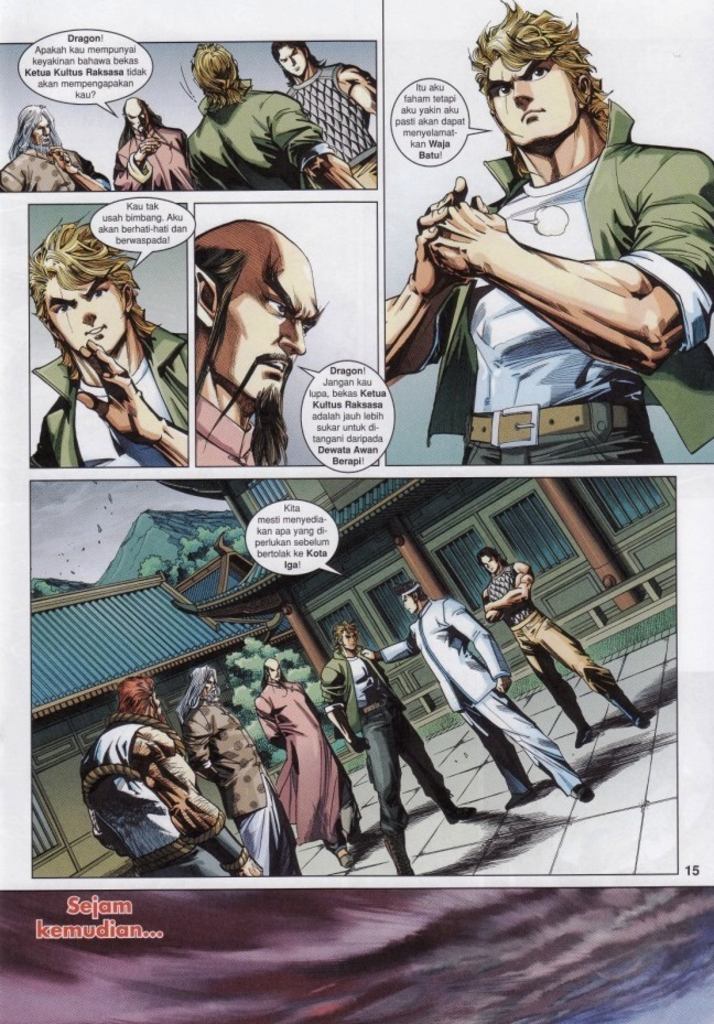 Dragon!
Apakah kau mempunyai
keyakinan bahawa bekas
Ketua Kultus Raksasa tidak
akan mempengapakan
kau?
Itu aku
faham tetapi
aku yakin aku
pasti akan dapat
menyelamat-
kan Waja
Batu!
Kau tak
usah bimbang. Aku
akan berhati-hati dan
berwaspada!
Dragon!
Jangan kau
lupa, bekas Ketua
Kultus Raksasa
adalah jauh lebih
sukar untuk di-
tangani daripada
Dewata Awan
Berapi!
Kita
mesti menyedia-
kan apa yang di-
perlukan sebelum
bertolak ke Kota
Iga!
15
Sejam
kemudian...